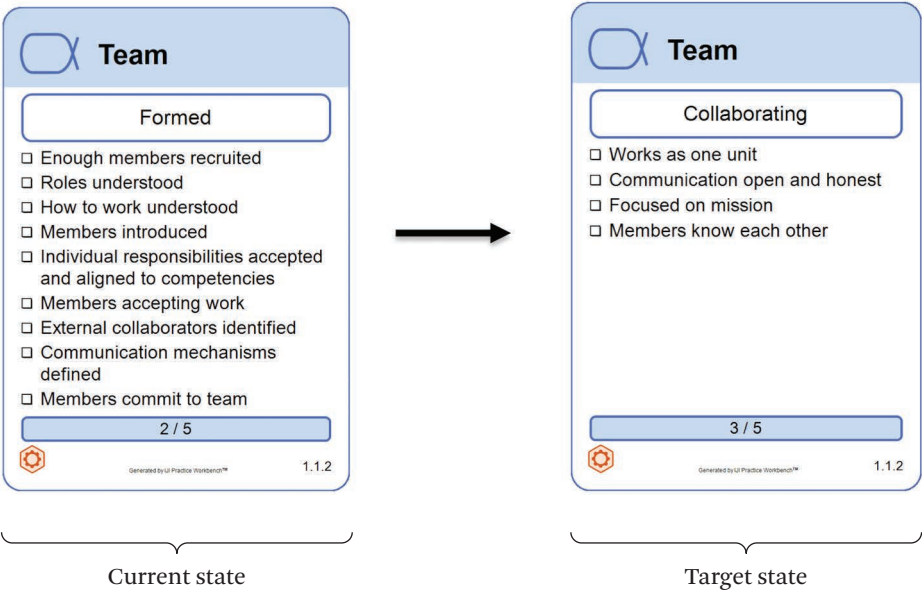 Team
Formed
❑ Enough members recruited
❑ Roles understood
❑ How to work understood
❑ Members introduced
❑ Individual responsibilities accepted
and aligned to competencies
❑ Members accepting work
❑ External collaborators identified
❑ Communication mechanisms
defined
❑ Members commit to team
2 / 5
Generated by IJI Practice Workbench™
1.1.2
Current state
Team
Collaborating
❑ Works as one unit
❑ Communication open and honest
❑ Focused on mission
❑ Members know each other
3 / 5
Generated by IJI Practice Workbench™
1.1.2
Target state